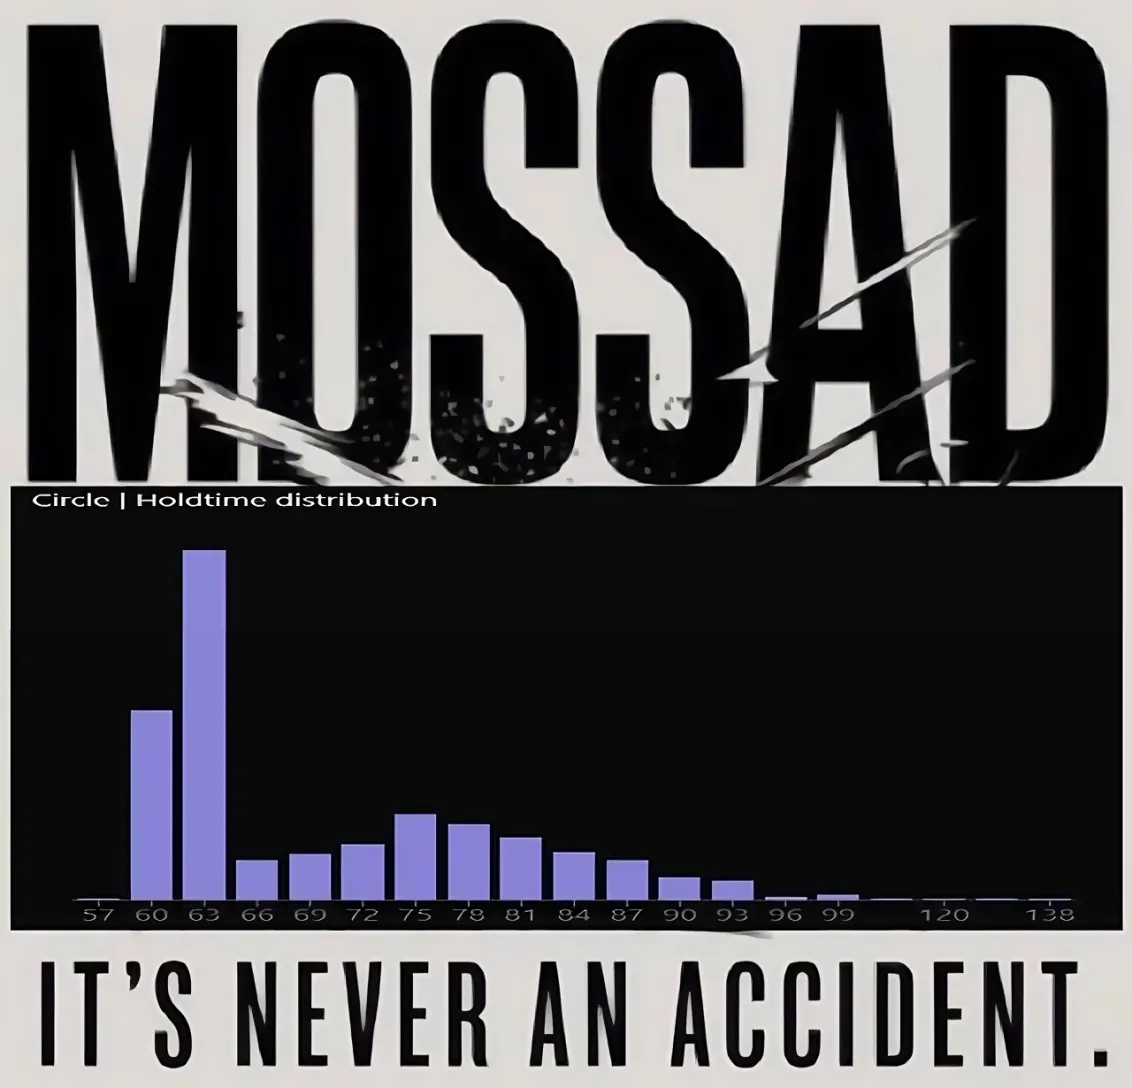 MOSSAD
Circle | Holdtime distribution
57 60 63 66 69 72 75 78 81 84 87 90 93 96 99 120 138
IT'S NEVER AN ACCIDENT.